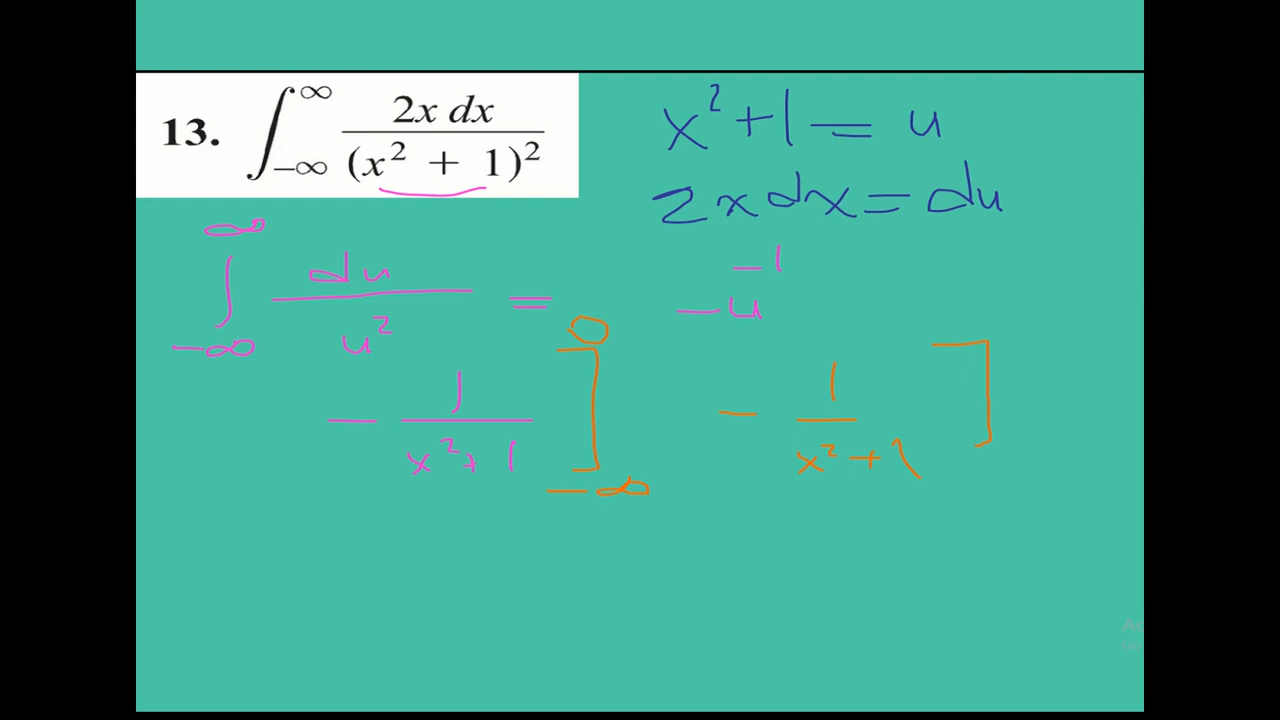 13. ∫_{-∞}^{∞} 2x dx / (x² + 1)²
x² + 1 = u
2x dx = du
∫_{-∞}^{∞} du / u² = - u^{-1}
- 1 / (x² + 1) ]_{-∞}^{0} - 1 / (x² + 1) ]